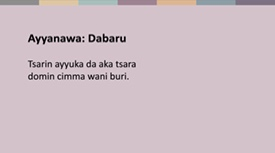 Ayyanawa: Dabaru
Tsarin ayyuka da aka tsara
domin cimma wani buri.